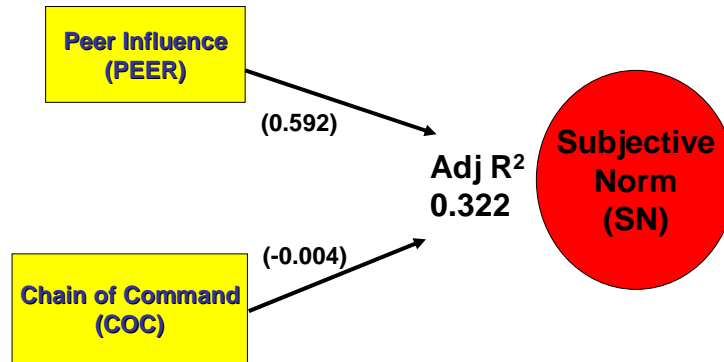 Peer Influence
(PEER)
(0.592)
Adj R²
0.322
Subjective
Norm
(SN)
(-0.004)
Chain of Command
(COC)